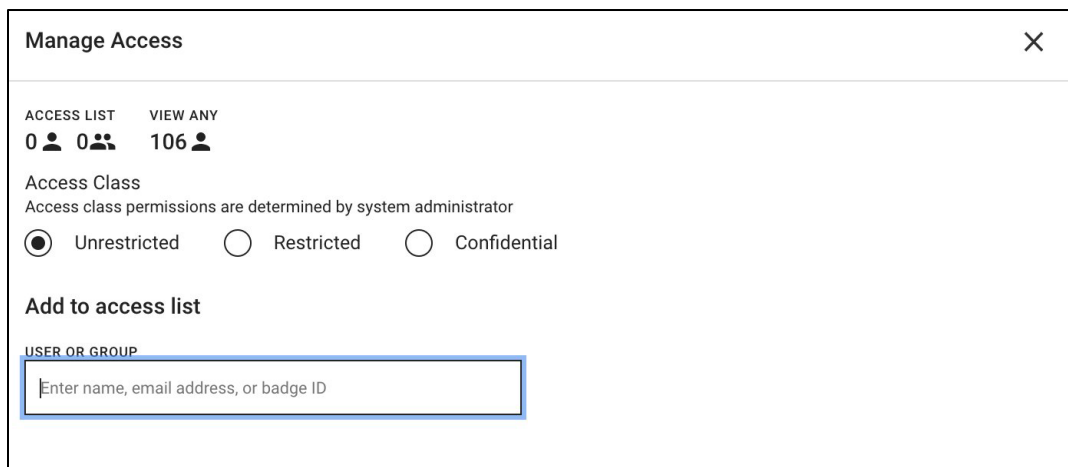 Manage Access
ACCESS LIST VIEW ANY
0 0 106
Access Class
Access class permissions are determined by system administrator
Unrestricted Restricted Confidential
Add to access list
USER OR GROUP
Enter name, email address, or badge ID